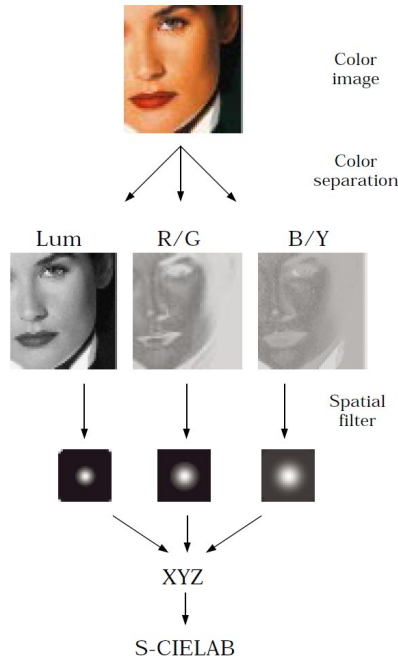 Color
image
Color
separation
Lum R/G B/Y
Spatial
filter
XYZ
S-CIELAB